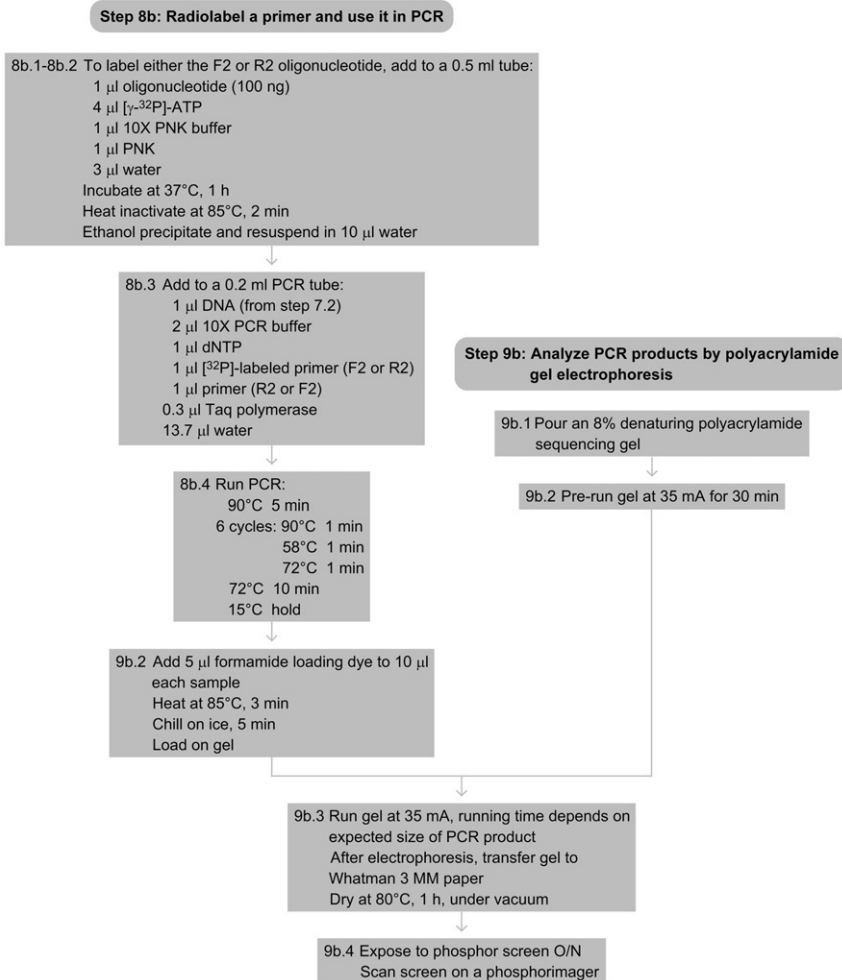 Step 8b: Radiolabel a primer and use it in PCR
8b.1-8b.2 To label either the F2 or R2 oligonucleotide, add to a 0.5 ml tube:
1 μl oligonucleotide (100 ng)
4 μl [γ-³²P]-ATP
1 μl 10X PNK buffer
1 μl PNK
3 μl water
Incubate at 37°C, 1 h
Heat inactivate at 85°C, 2 min
Ethanol precipitate and resuspend in 10 μl water
8b.3 Add to a 0.2 ml PCR tube:
1 μl DNA (from step 7.2)
2 μl 10X PCR buffer
1 μl dNTP
1 μl [³²P]-labeled primer (F2 or R2)
1 μl primer (R2 or F2)
0.3 μl Taq polymerase
13.7 μl water
8b.4 Run PCR:
90°C 5 min
6 cycles: 90°C 1 min
58°C 1 min
72°C 1 min
72°C 10 min
15°C hold
9b.2 Add 5 μl formamide loading dye to 10 μl
each sample
Heat at 85°C, 3 min
Chill on ice, 5 min
Load on gel
Step 9b: Analyze PCR products by polyacrylamide
gel electrophoresis
9b.1 Pour an 8% denaturing polyacrylamide
sequencing gel
9b.2 Pre-run gel at 35 mA for 30 min
9b.3 Run gel at 35 mA, running time depends on
expected size of PCR product
After electrophoresis, transfer gel to
Whatman 3 MM paper
Dry at 80°C, 1 h, under vacuum
9b.4 Expose to phosphor screen O/N
Scan screen on a phosphorimager